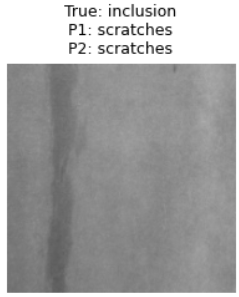 True: inclusion
P1: scratches
P2: scratches